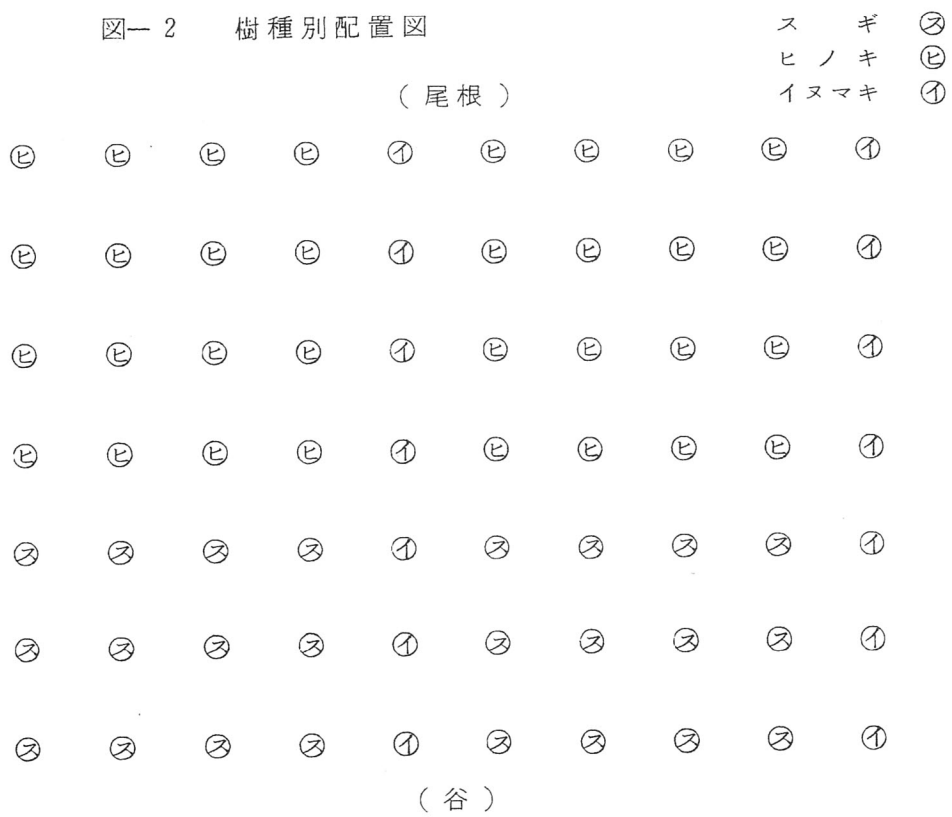 図—2 樹種別配置図
スギ ㋜
ヒノキ ㋪
イヌマキ ㋑
(尾根)
㋪ ㋪ ㋪ ㋪ ㋑ ㋪ ㋪ ㋪ ㋪ ㋑
㋪ ㋪ ㋪ ㋪ ㋑ ㋪ ㋪ ㋪ ㋪ ㋑
㋪ ㋪ ㋪ ㋪ ㋑ ㋪ ㋪ ㋪ ㋪ ㋑
㋪ ㋪ ㋪ ㋪ ㋑ ㋪ ㋪ ㋪ ㋪ ㋑
㋜ ㋜ ㋜ ㋜ ㋑ ㋜ ㋜ ㋜ ㋜ ㋑
㋜ ㋜ ㋜ ㋜ ㋑ ㋜ ㋜ ㋜ ㋜ ㋑
㋜ ㋜ ㋜ ㋜ ㋑ ㋜ ㋜ ㋜ ㋜ ㋑
(谷)